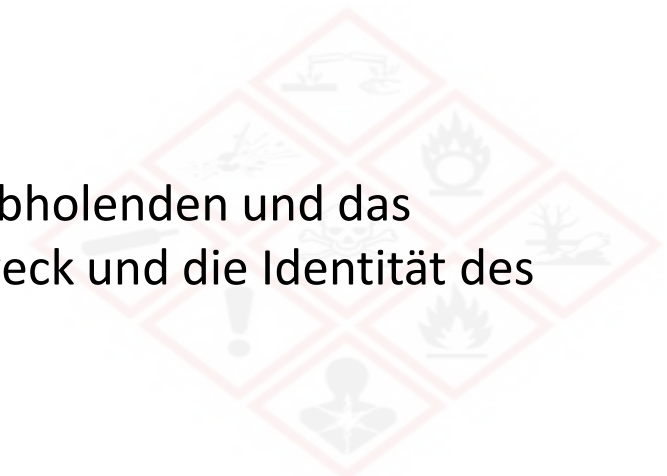 bholenden und das
eck und die Identität des